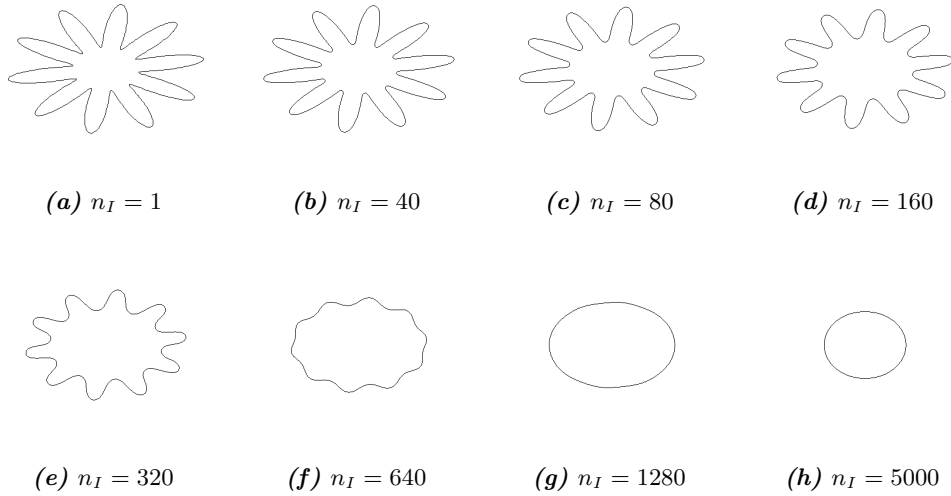 (a) n_I = 1
(b) n_I = 40
(c) n_I = 80
(d) n_I = 160
(e) n_I = 320
(f) n_I = 640
(g) n_I = 1280
(h) n_I = 5000